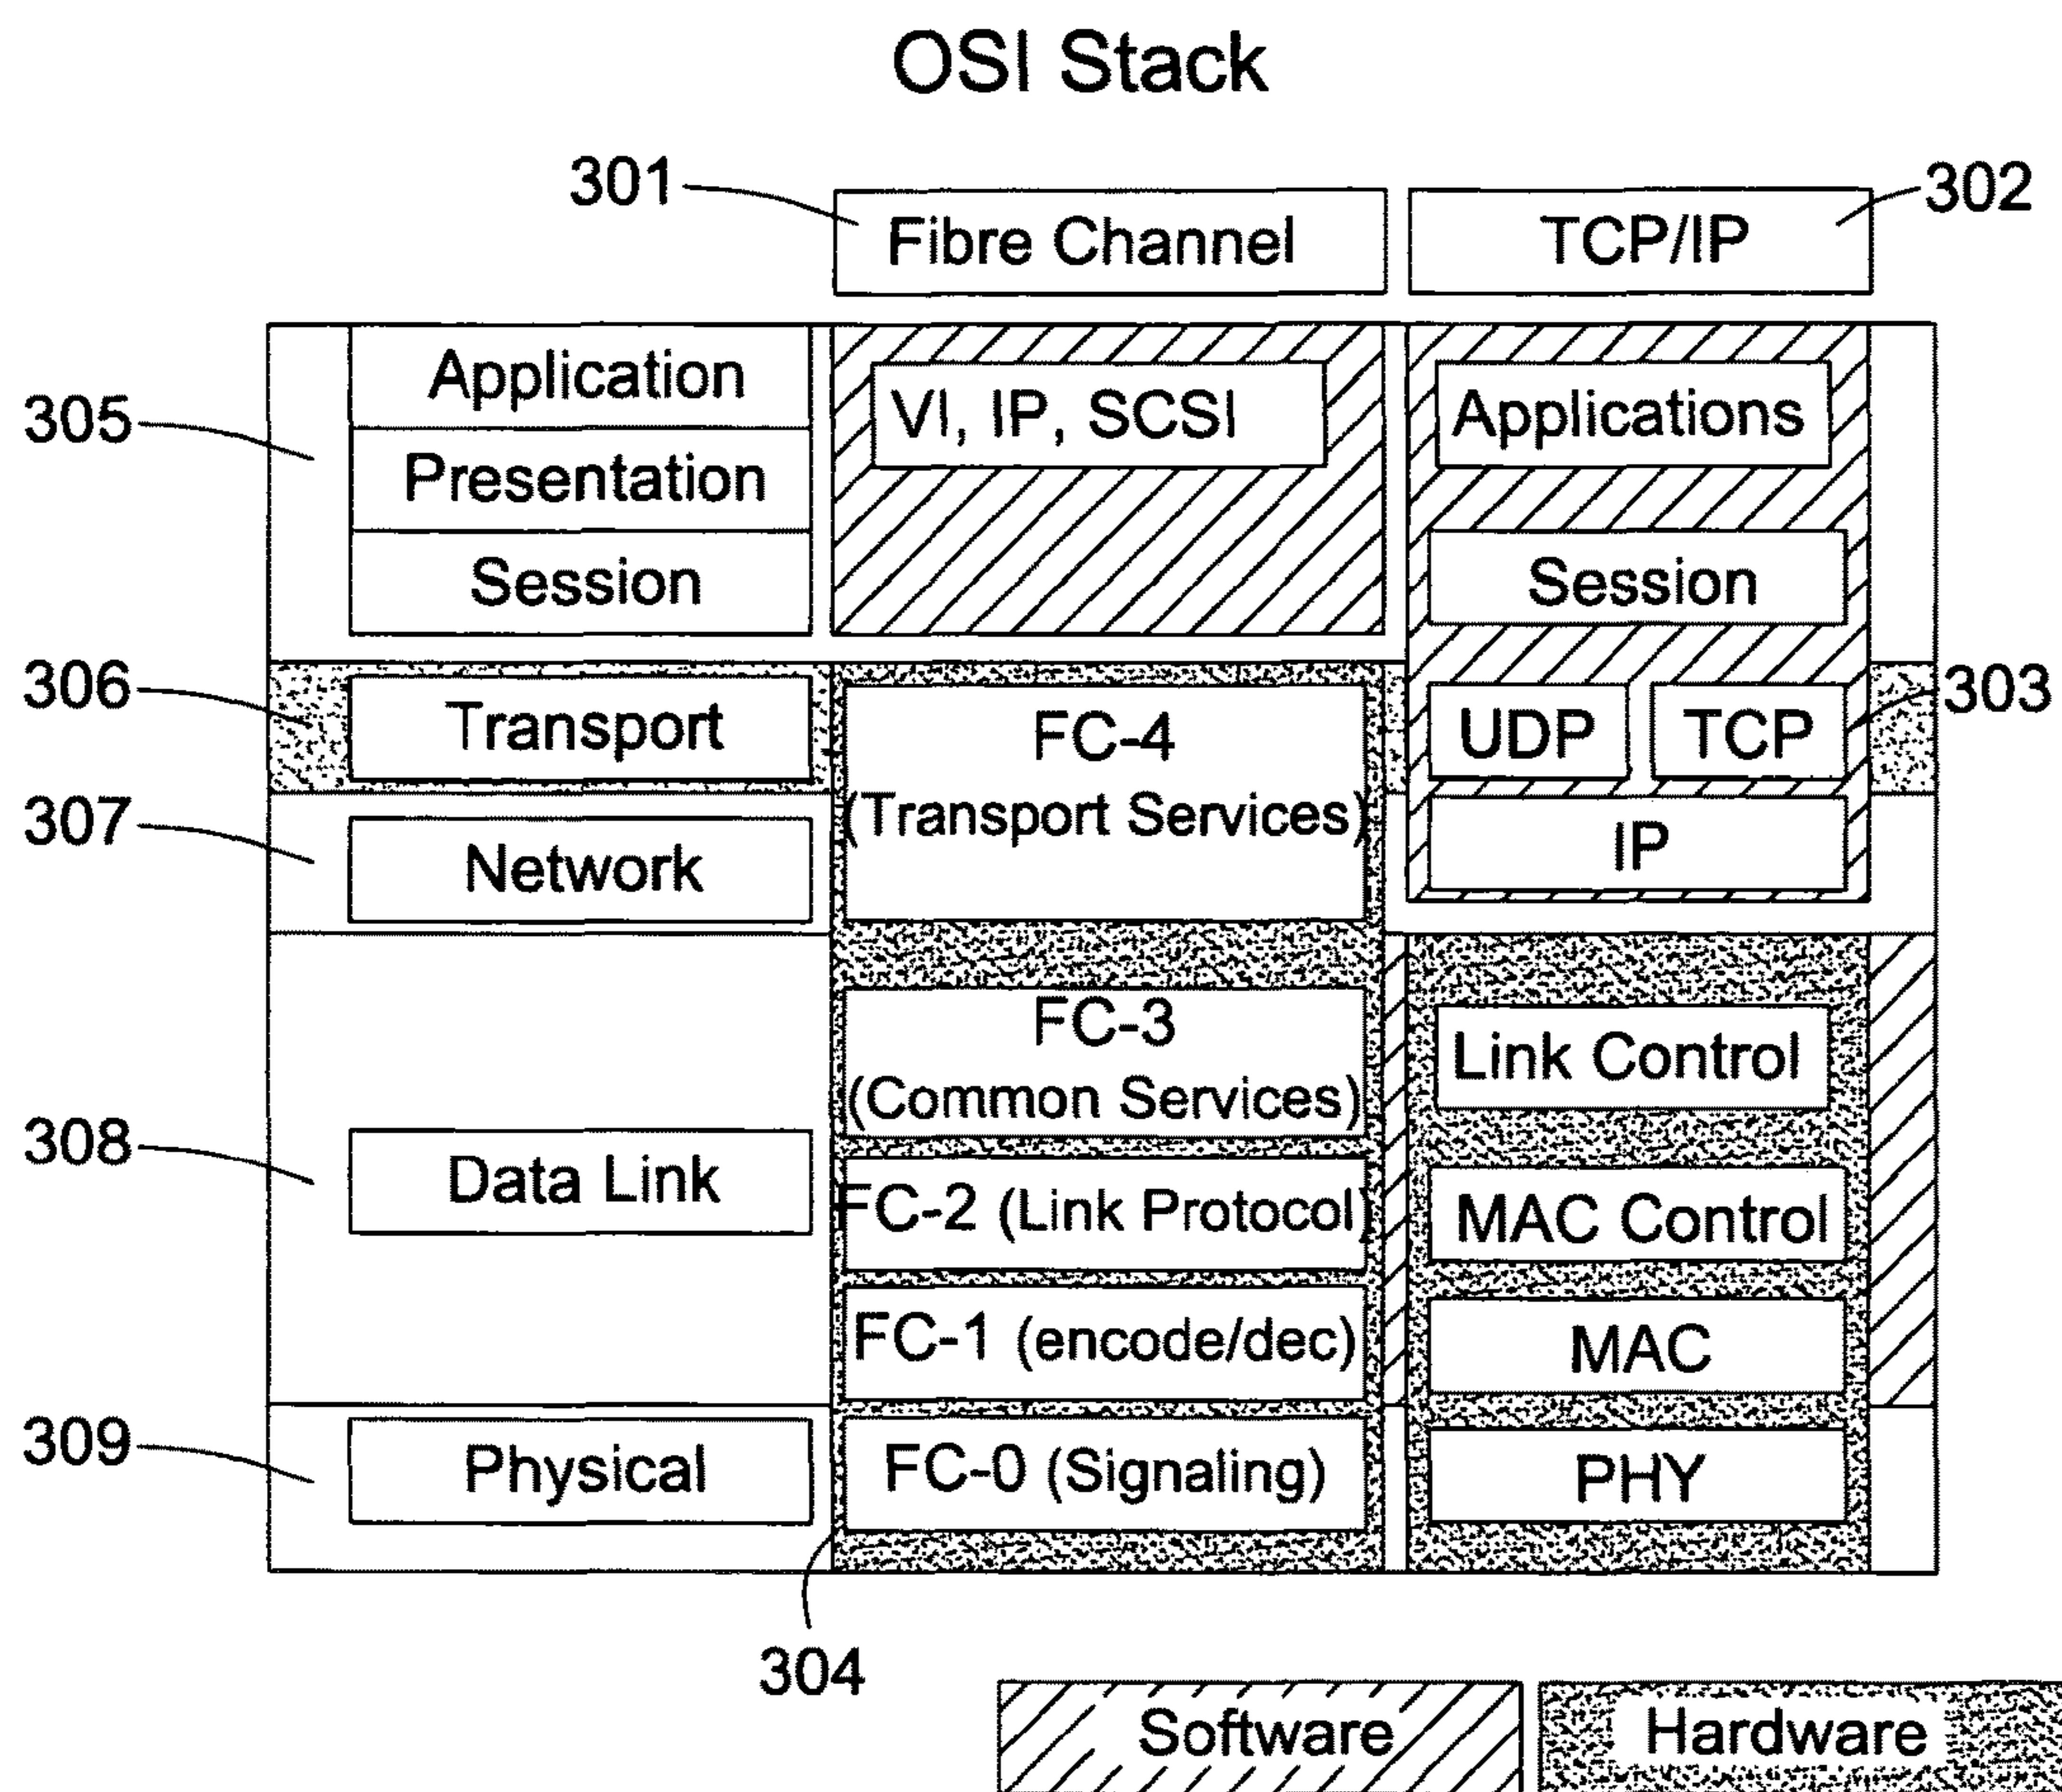 OSI Stack
301
Fibre Channel
TCP/IP
302
305
Application
Presentation
Session
VI, IP, SCSI
Applications
Session
306
Transport
FC-4
(Transport Services)
UDP
TCP
303
307
Network
IP
308
Data Link
FC-3
(Common Services)
FC-2 (Link Protocol)
FC-1 (encode/dec)
Link Control
MAC Control
MAC
309
Physical
FC-0 (Signaling)
PHY
304
Software
Hardware